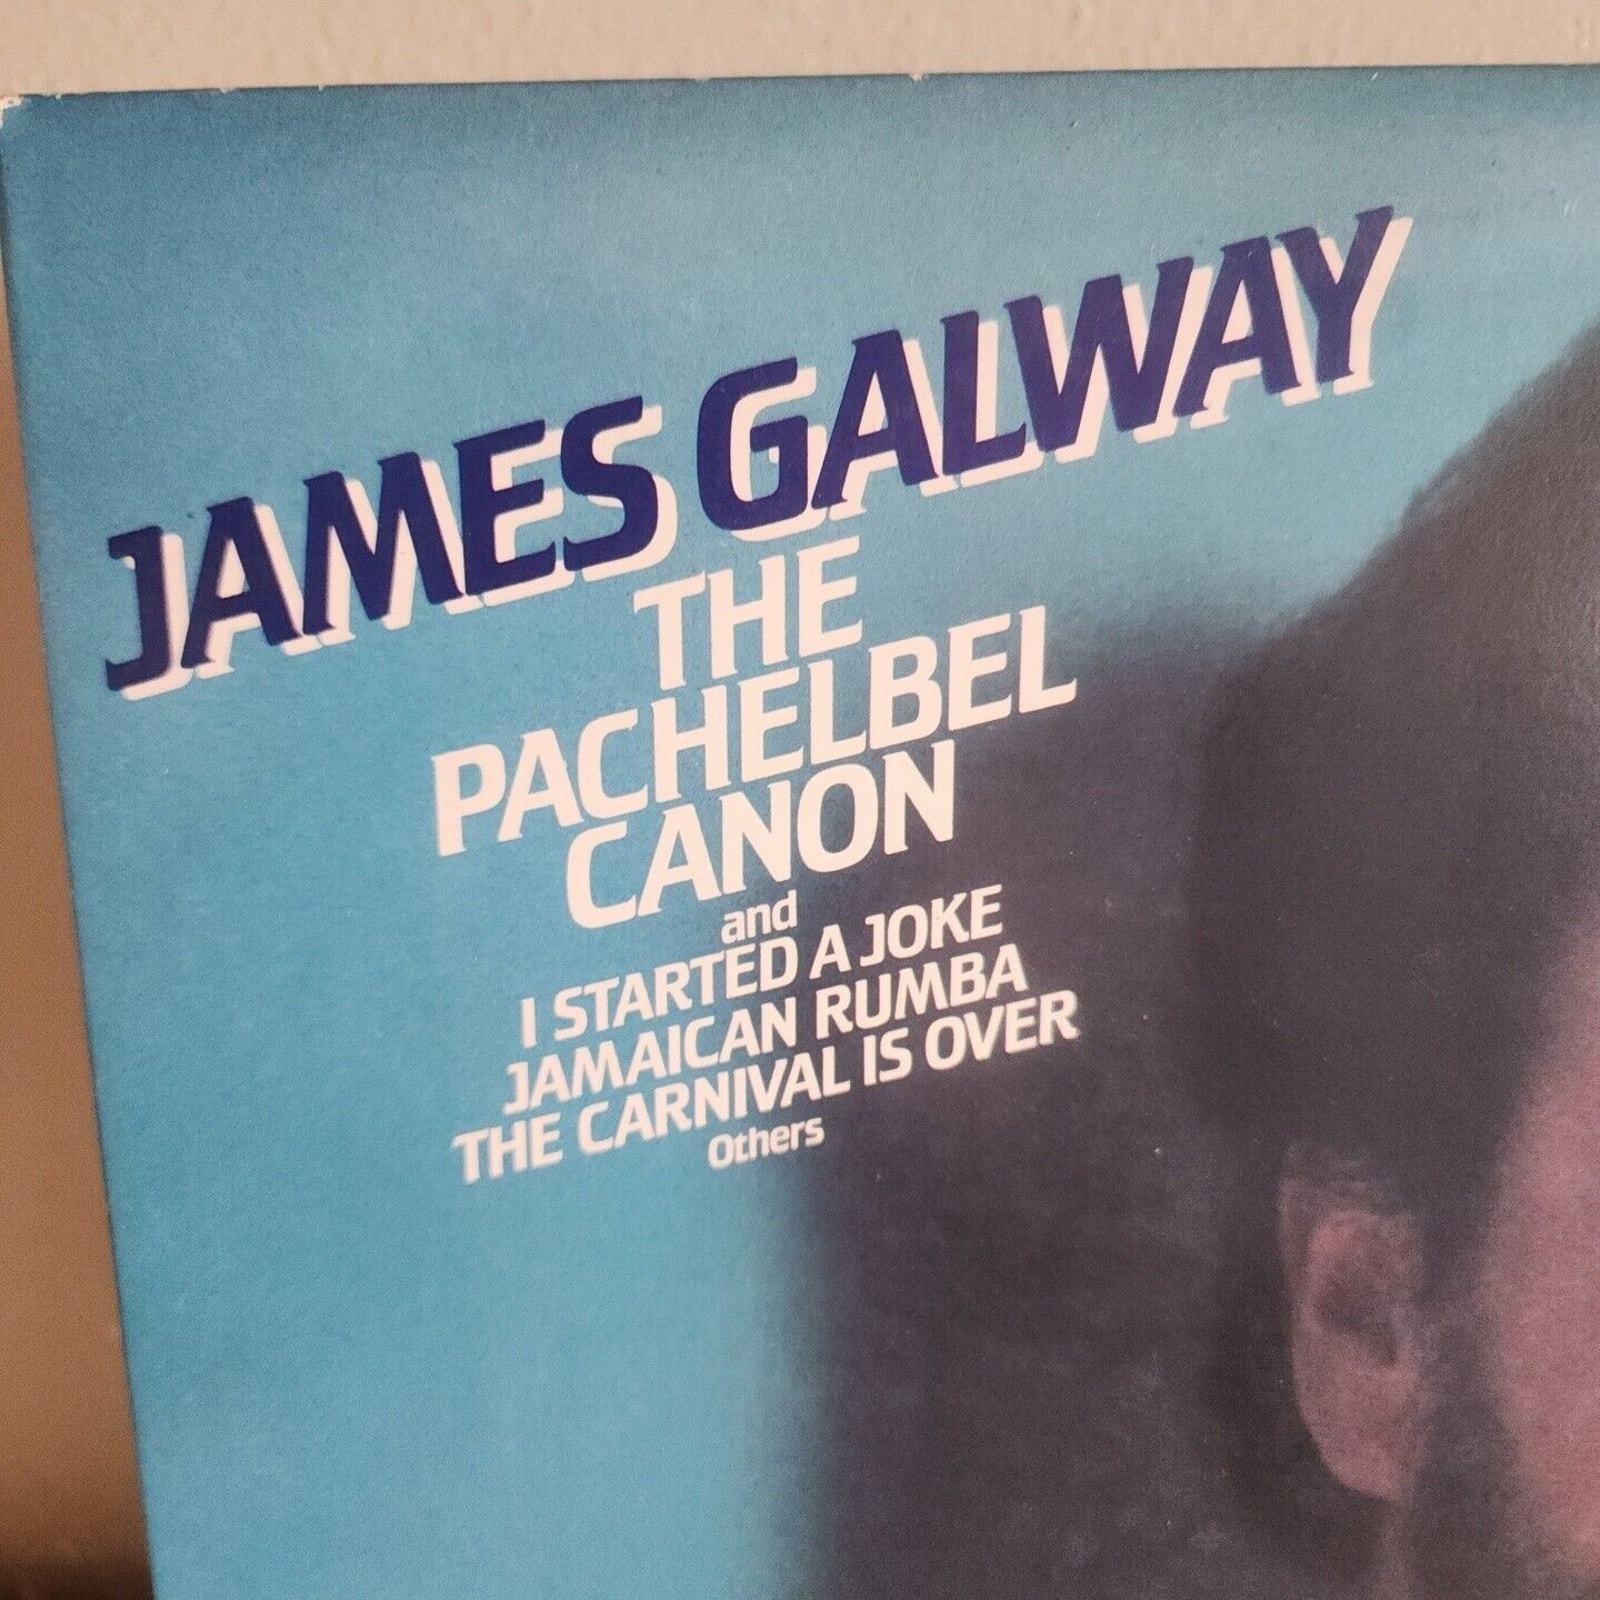 JAMES GALWAY
THE
PACHELBEL
CANON
and
I STARTED A JOKE
JAMAICAN RUMBA
THE CARNIVAL IS OVER
Others